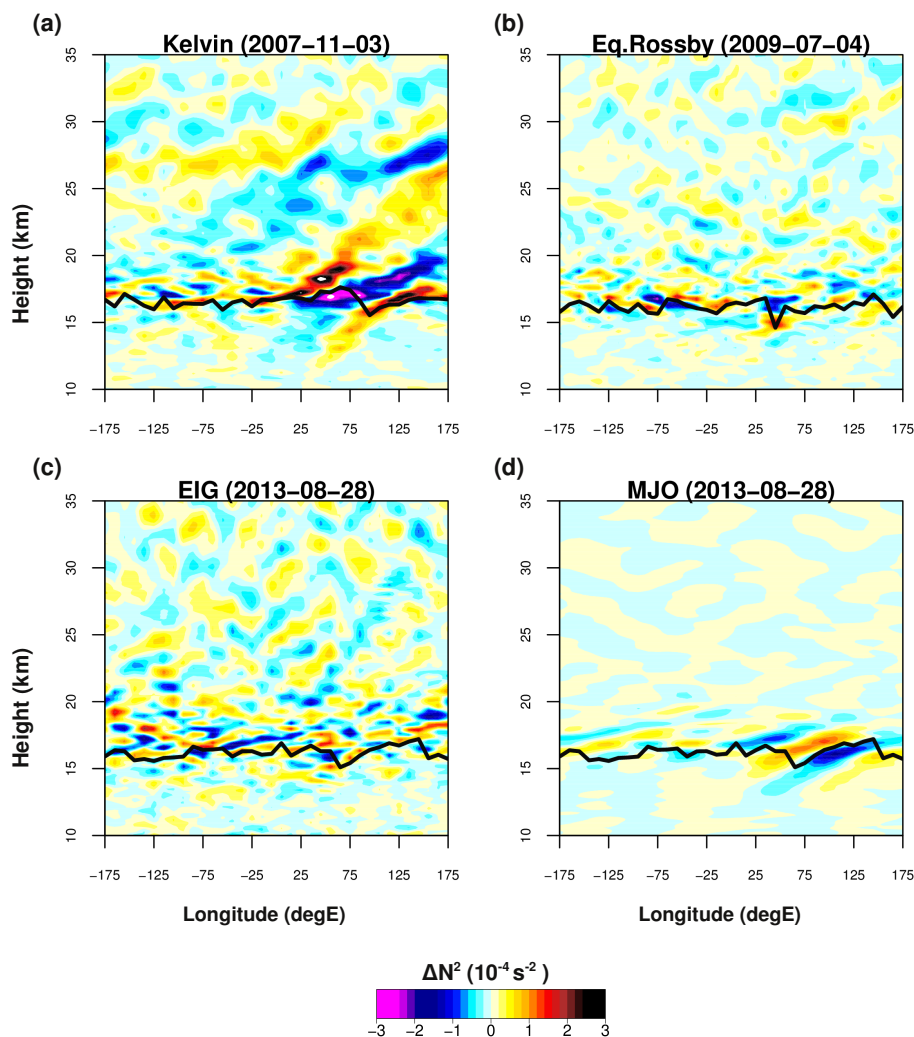 (a)
Kelvin (2007−11−03)
(b)
Eq.Rossby (2009−07−04)
35
30
25
20
15
10
Height (km)
−175 −125 −75 −25 25 75 125 175
35
30
25
20
15
10
−175 −125 −75 −25 25 75 125 175
(c)
EIG (2013−08−28)
(d)
MJO (2013−08−28)
35
30
25
20
15
10
Height (km)
−175 −125 −75 −25 25 75 125 175
Longitude (degE)
35
30
25
20
15
10
−175 −125 −75 −25 25 75 125 175
Longitude (degE)
ΔN² (10⁻⁴ s⁻² )
−3 −2 −1 0 1 2 3